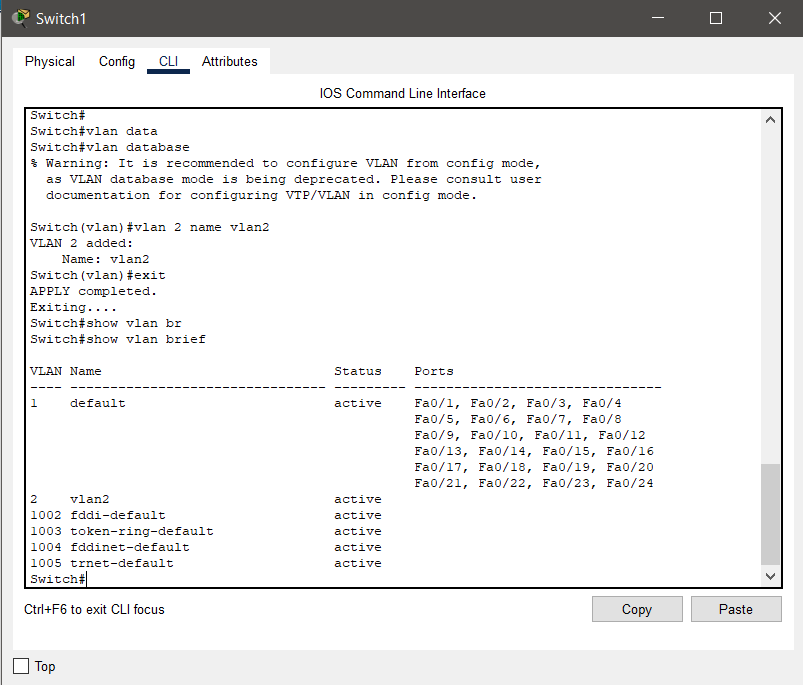 Switch1
Physical Config CLI Attributes
IOS Command Line Interface
Switch#
Switch#vlan data
Switch#vlan database
% Warning: It is recommended to configure VLAN from config mode,
  as VLAN database mode is being deprecated. Please consult user
  documentation for configuring VTP/VLAN in config mode.

Switch(vlan)#vlan 2 name vlan2
VLAN 2 added:
    Name: vlan2
Switch(vlan)#exit
APPLY completed.
Exiting....
Switch#show vlan br
Switch#show vlan brief

VLAN Name                             Status    Ports
---- -------------------------------- --------- -------------------------------
1    default                          active    Fa0/1, Fa0/2, Fa0/3, Fa0/4
                                                Fa0/5, Fa0/6, Fa0/7, Fa0/8
                                                Fa0/9, Fa0/10, Fa0/11, Fa0/12
                                                Fa0/13, Fa0/14, Fa0/15, Fa0/16
                                                Fa0/17, Fa0/18, Fa0/19, Fa0/20
                                                Fa0/21, Fa0/22, Fa0/23, Fa0/24
2    vlan2                            active
1002 fddi-default                     active
1003 token-ring-default               active
1004 fddinet-default                  active
1005 trnet-default                    active
Switch#
Ctrl+F6 to exit CLI focus Copy Paste
Top